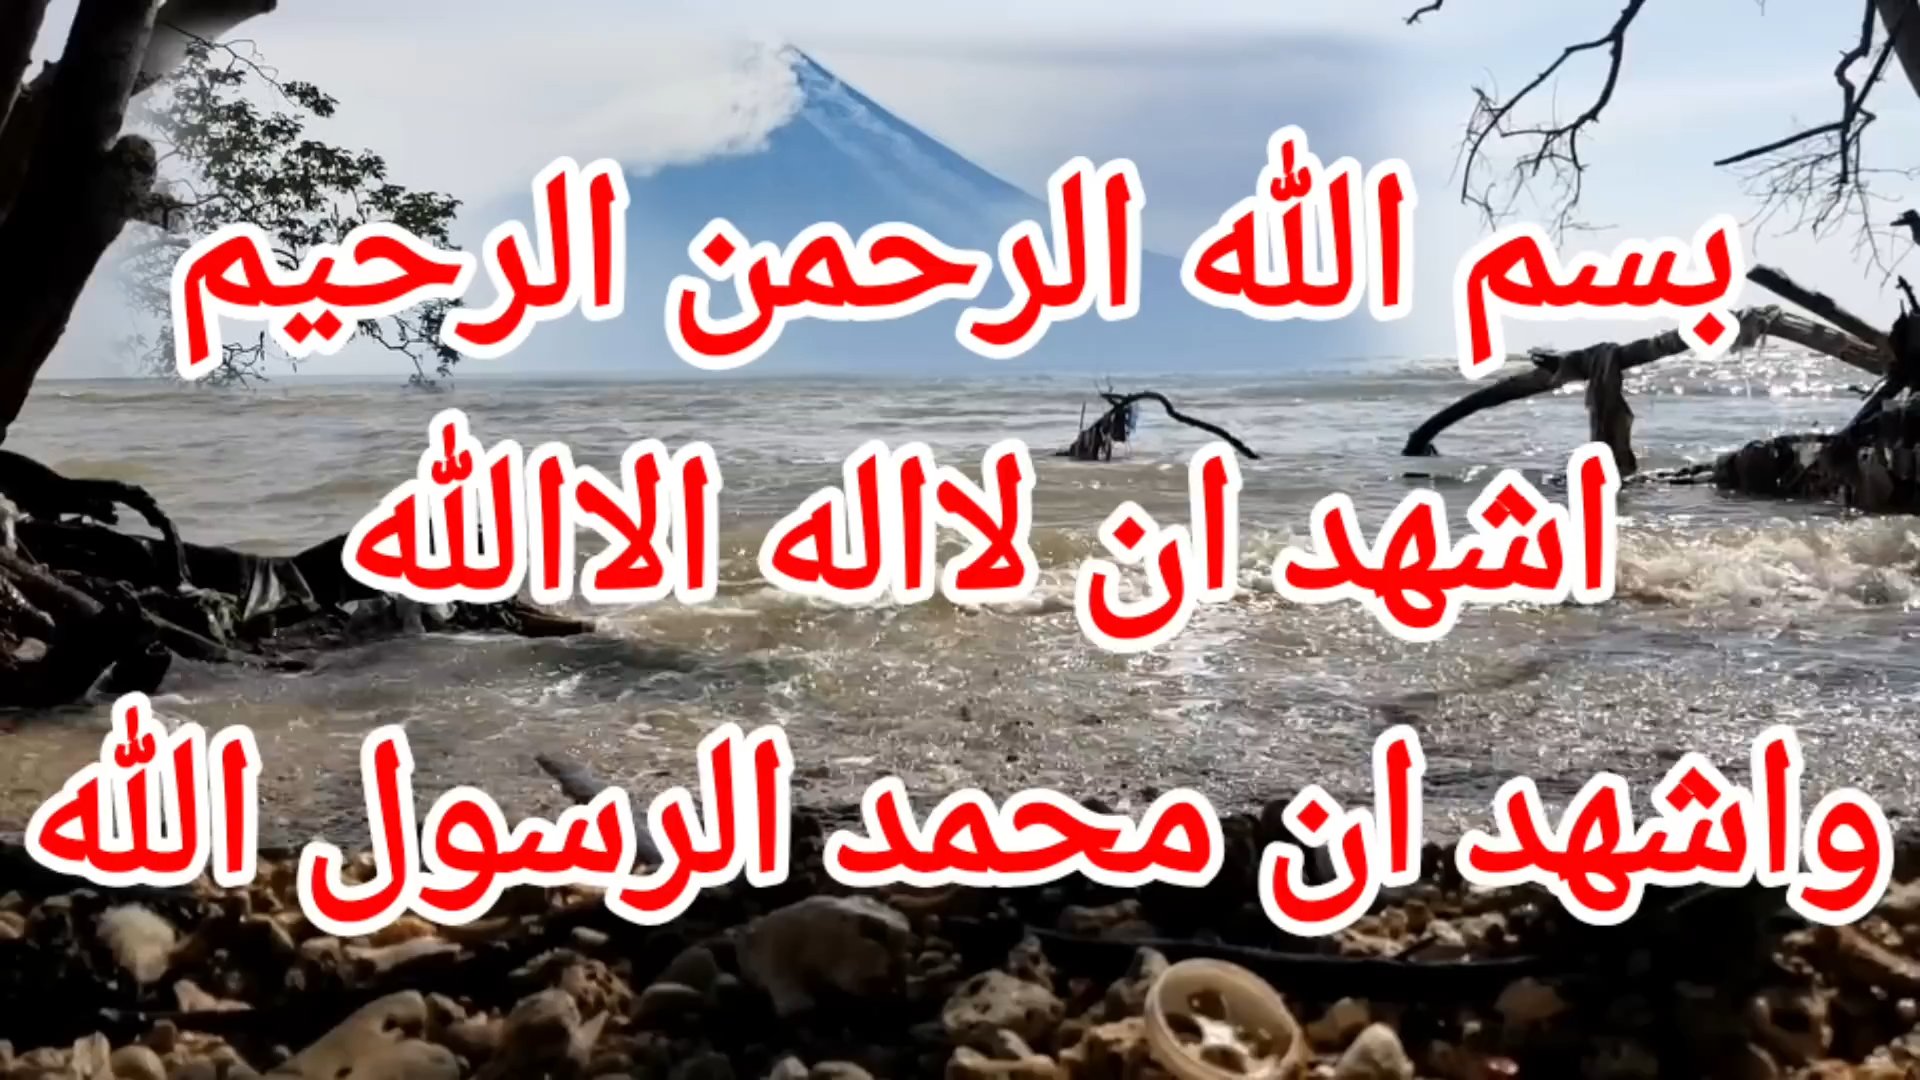 بسم الله الرحمن الرحيم
اشهد ان لااله الاالله
واشهد ان محمد الرسول الله